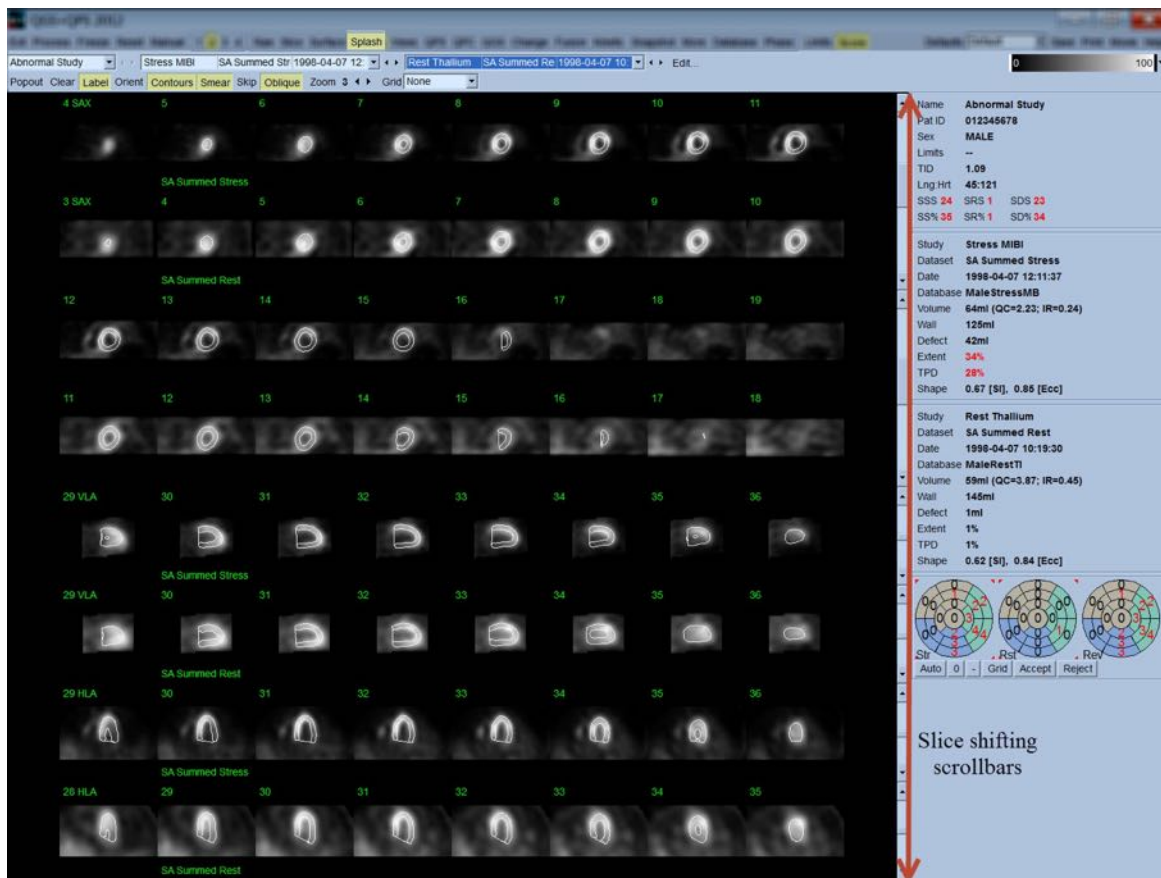 Splash
Abnormal Study Stress MIBI SA Summed Str 1998-04-07 12: Rest Thallium SA Summed Re 1998-04-07 10: Edit... 0 100
Popout Clear Label Orient Contours Smear Skip Oblique Zoom 3 Grid None
4 SAX 5 6 7 8 9 10 11
SA Summed Stress
3 SAX 4 5 6 7 8 9 10
SA Summed Rest
12 13 14 15 16 17 18 19
11 12 13 14 15 16 17 18
29 VLA 30 31 32 33 34 35 36
SA Summed Stress
29 VLA 30 31 32 33 34 35 36
SA Summed Rest
29 HLA 30 31 32 33 34 35 36
SA Summed Stress
28 HLA 29 30 31 32 33 34 35
SA Summed Rest
Name Abnormal Study
Pat ID 012345678
Sex MALE
Limits --
TID 1.09
Lng:Hrt 45:121
SSS 24 SRS 1 SDS 23
SS% 35 SR% 1 SD% 34
Study Stress MIBI
Dataset SA Summed Stress
Date 1998-04-07 12:11:37
Database MaleStressMB
Volume 64ml (QC=2.23; IR=0.24)
Wall 125ml
Defect 42ml
Extent 34%
TPD 28%
Shape 0.67 [SI], 0.85 [Ecc]
Study Rest Thallium
Dataset SA Summed Rest
Date 1998-04-07 10:19:30
Database MaleRestTl
Volume 59ml (QC=3.87; IR=0.45)
Wall 145ml
Defect 1ml
Extent 1%
TPD 1%
Shape 0.62 [SI], 0.84 [Ecc]
Str Rst Rev
Auto 0 - Grid Accept Reject
Slice shifting
scrollbars